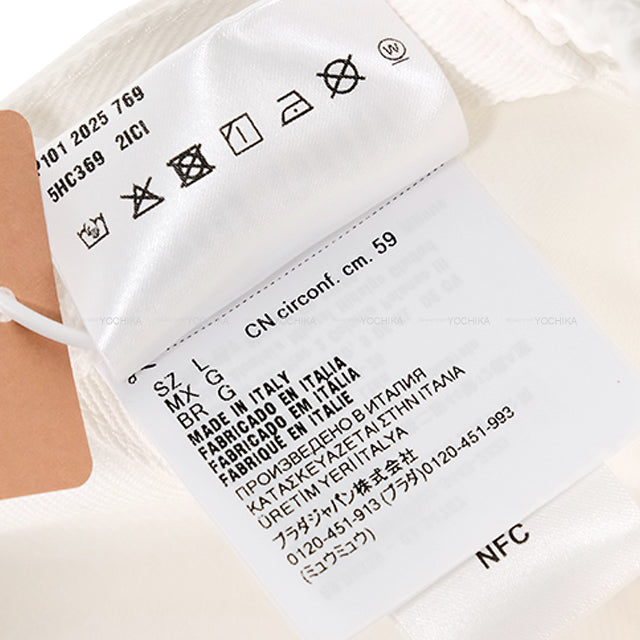 P101 2025 769
5HC369 2ICI
CN circonf. cm. 59
SZ L
MX G
BR G
MADE IN ITALY
FABRICADO EN ITALIA
FABRICADO EM ITALIA
FABRIQUÉ EN ITALIE
ПРОИЗВЕДЕНО В ИТАЛИЯ
ΚΑΤΑΣΚΕΥΑΖΕΤΑΙ ΣΤΗΝ ΙΤΑΛΙΑ
ÜRETİM YERİ İTALYA
プラダジャパン株式会社
0120-451-913 (プラダ)/0120-451-993
(ミュウミュウ)
NFC
YOCHIKA YOCHIKA YOCHIKA YOCHIKA